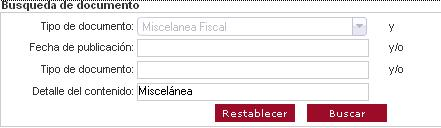 Busqueda de documento
Tipo de documento: Miscelanea Fiscal y
Fecha de publicación: y/o
Tipo de documento: y/o
Detalle del contenido: Miscelánea
Restablecer Buscar